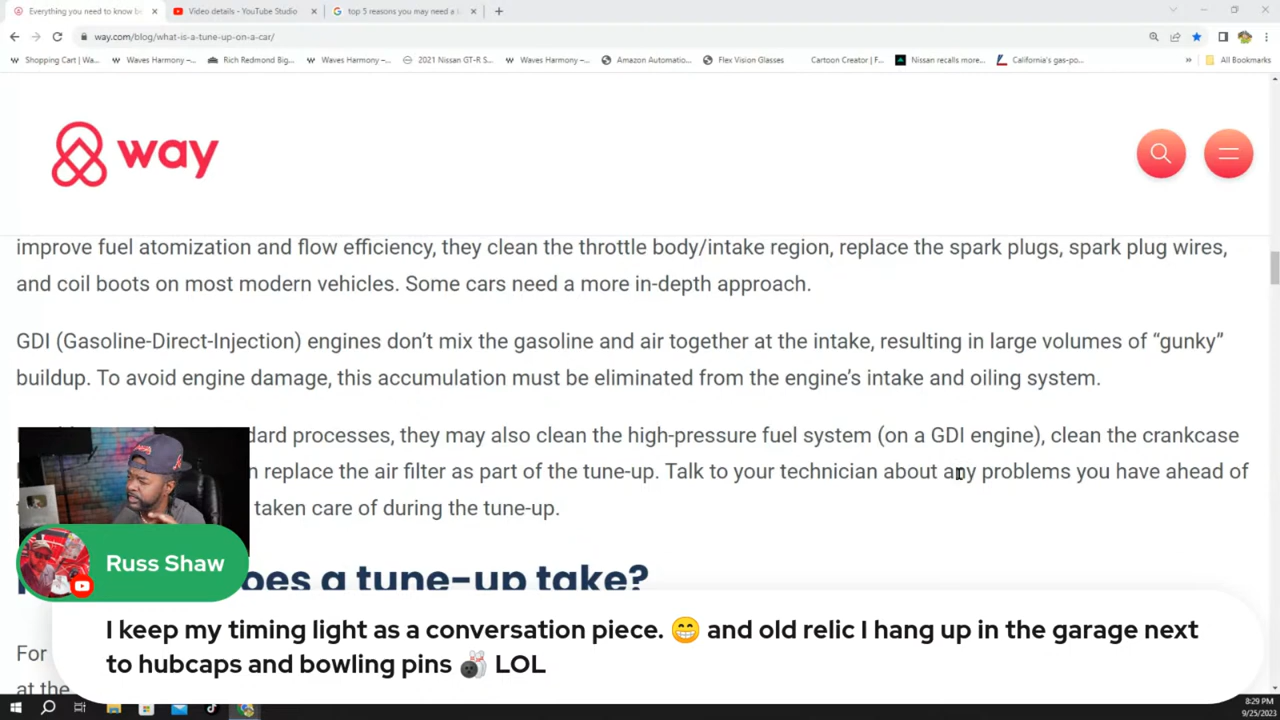 Everything you need to know be
Video details - YouTube Studio
top 5 reasons you may need a
way.com/blog/what-is-a-tune-up-on-a-car/
Shopping Cart | Wa...
Waves Harmony –...
Rich Redmond Big...
Waves Harmony –...
2021 Nissan GT-R S...
Waves Harmony –...
Amazon Automatio...
Flex Vision Glasses
Cartoon Creator | F...
Nissan recalls more...
California's gas-po...
All Bookmarks
way
improve fuel atomization and flow efficiency, they clean the throttle body/intake region, replace the spark plugs, spark plug wires,
and coil boots on most modern vehicles. Some cars need a more in-depth approach.
GDI (Gasoline-Direct-Injection) engines don’t mix the gasoline and air together at the intake, resulting in large volumes of “gunky”
buildup. To avoid engine damage, this accumulation must be eliminated from the engine’s intake and oiling system.
dard processes, they may also clean the high-pressure fuel system (on a GDI engine), clean the crankcase
replace the air filter as part of the tune-up. Talk to your technician about any problems you have ahead of
taken care of during the tune-up.
oes a tune-up take?
Russ Shaw
I keep my timing light as a conversation piece. 😁 and old relic I hang up in the garage next
to hubcaps and bowling pins 🎳 LOL
For
at the
8:29 PM
9/25/2023